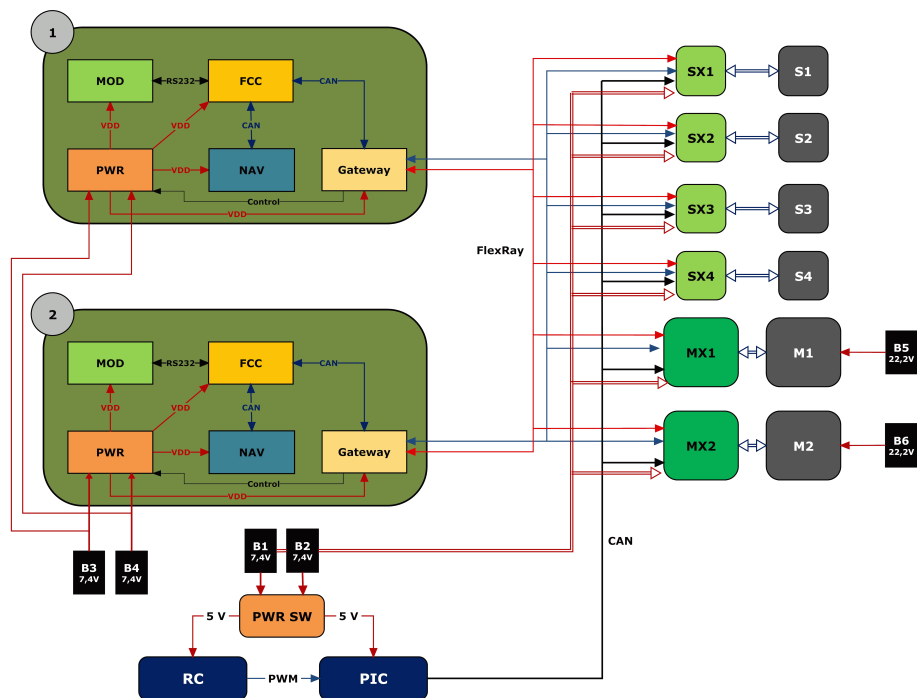 1
MOD
RS232
FCC
CAN
VDD
VDD
CAN
PWR
VDD
NAV
Gateway
Control
VDD
2
MOD
RS232
FCC
CAN
VDD
VDD
CAN
PWR
VDD
NAV
Gateway
Control
VDD
FlexRay
SX1
S1
SX2
S2
SX3
S3
SX4
S4
MX1
M1
B5
22,2V
MX2
M2
B6
22,2V
B3
7,4V
B4
7,4V
B1
7,4V
B2
7,4V
CAN
5 V
PWR SW
5 V
RC
PWM
PIC